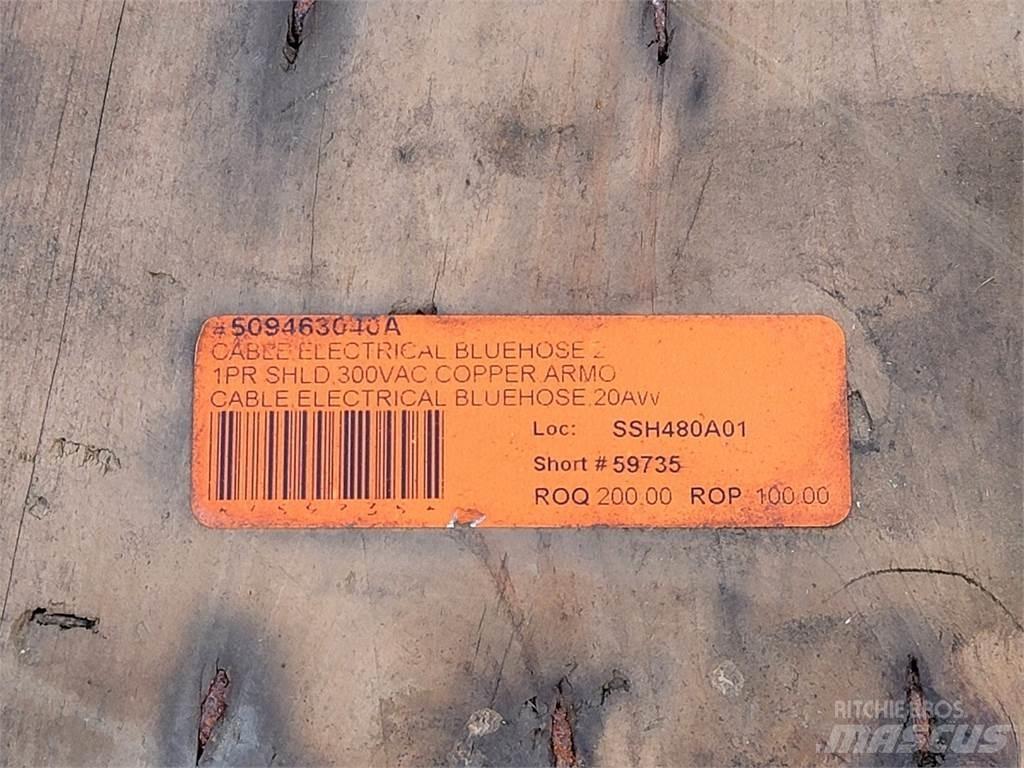 #509463040A
CABLE,ELECTRICAL,BLUEHOSE,2
1PR SHLD,300VAC,COPPER,ARMO
CABLE,ELECTRICAL,BLUEHOSE,20AW
Loc: SSH480A01
Short # 59735
ROQ 200.00 ROP 100.00
RITCHIE BROS.
MASCUS